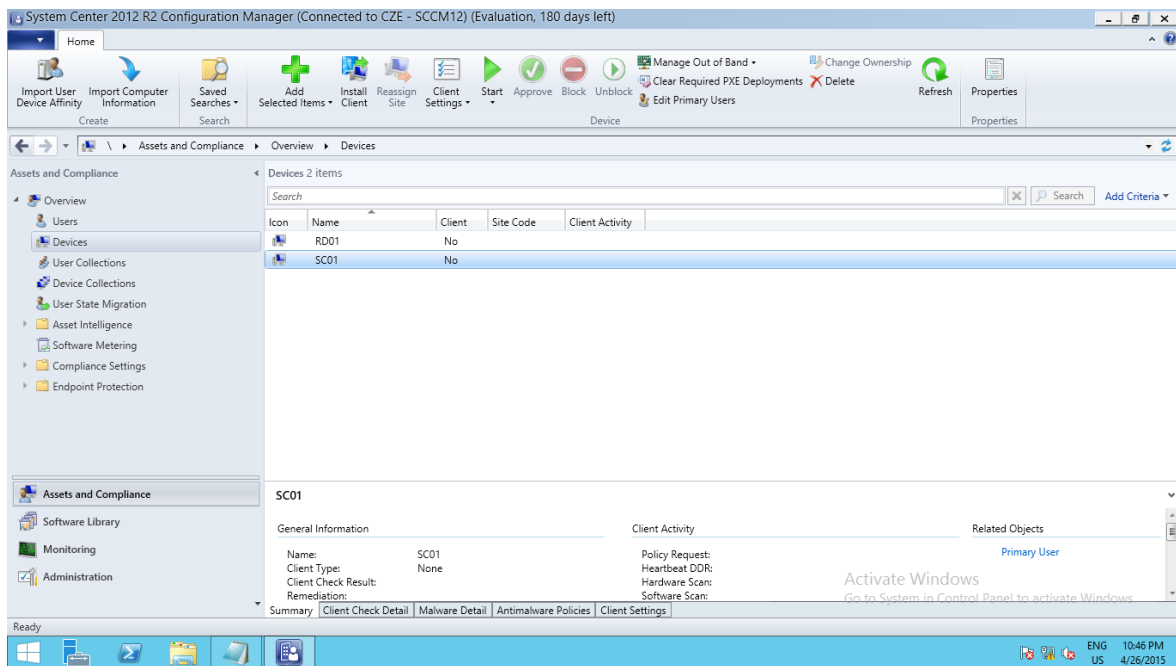 System Center 2012 R2 Configuration Manager (Connected to CZE - SCCM12) (Evaluation, 180 days left)
Home
Import User Device Affinity
Import Computer Information
Saved Searches
Add Selected Items
Install Client
Reassign Site
Client Settings
Start
Approve
Block
Unblock
Manage Out of Band
Clear Required PXE Deployments
Edit Primary Users
Change Ownership
Delete
Refresh
Properties
Create
Search
Device
Properties
\ Assets and Compliance Overview Devices
Assets and Compliance
Overview
Users
Devices
User Collections
Device Collections
User State Migration
Asset Intelligence
Software Metering
Compliance Settings
Endpoint Protection
Assets and Compliance
Software Library
Monitoring
Administration
Devices 2 items
Search
Search
Add Criteria
Icon Name Client Site Code Client Activity
RD01 No
SC01 No
SC01
General Information
Name: SC01
Client Type: None
Client Check Result:
Remediation:
Client Activity
Policy Request:
Heartbeat DDR:
Hardware Scan:
Software Scan:
Related Objects
Primary User
Activate Windows
Go to System in Control Panel to activate Windows.
Summary Client Check Detail Malware Detail Antimalware Policies Client Settings
Ready
ENG 10:46 PM
US 4/26/2015